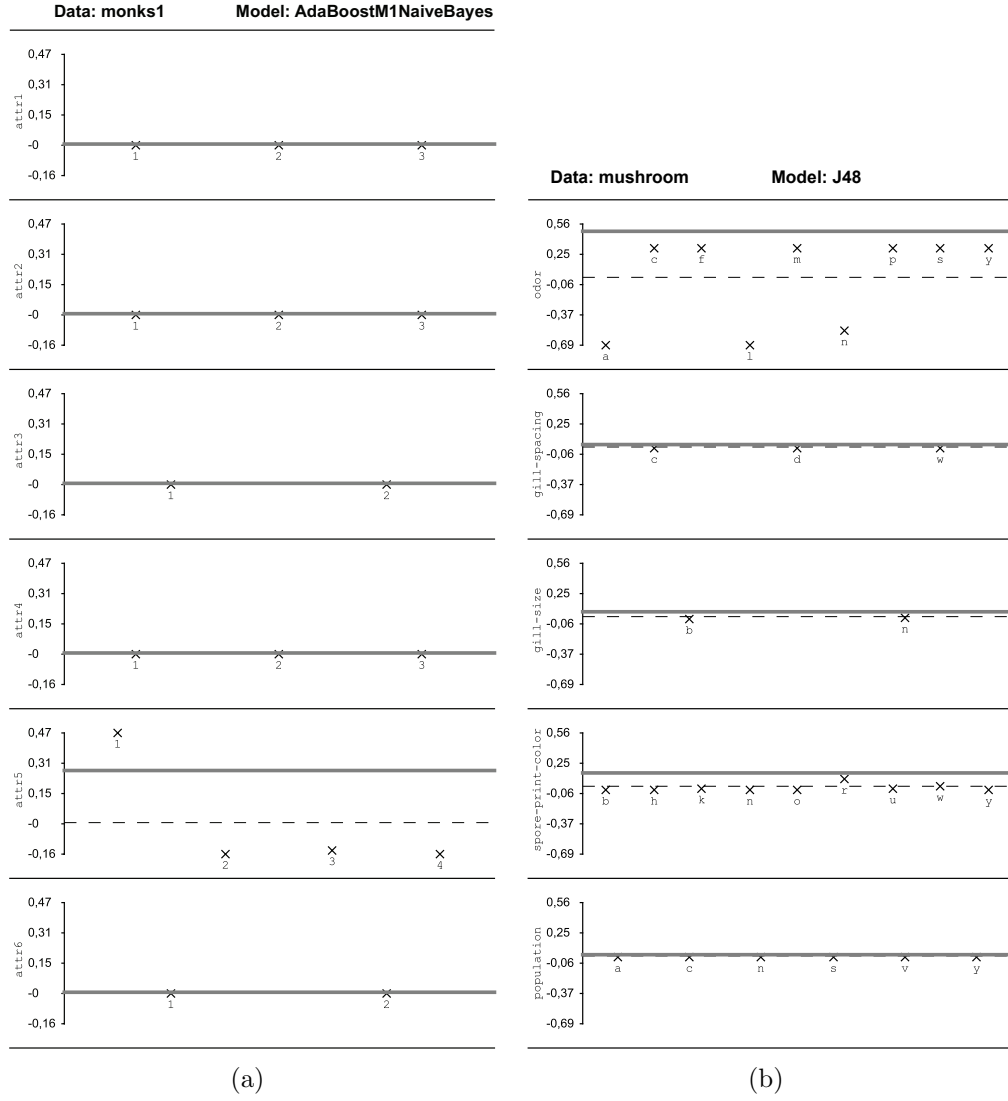 Data: monks1 Model: AdaBoostM1NaiveBayes
0,47
0,31
0,15
-0
-0,16
attr1
1 2 3
0,47
0,31
0,15
-0
-0,16
attr2
1 2 3
0,47
0,31
0,15
-0
-0,16
attr3
1 2
0,47
0,31
0,15
-0
-0,16
attr4
1 2 3
0,47
0,31
0,15
-0
-0,16
attr5
1 2 3 4
0,47
0,31
0,15
-0
-0,16
attr6
1 2
(a)
Data: mushroom Model: J48
0,56
0,25
-0,06
-0,37
-0,69
odor
a c f l m n p s y
0,56
0,25
-0,06
-0,37
-0,69
gill-spacing
c d w
0,56
0,25
-0,06
-0,37
-0,69
gill-size
b n
0,56
0,25
-0,06
-0,37
-0,69
spore-print-color
b h k n o r u w y
0,56
0,25
-0,06
-0,37
-0,69
population
a c n s v y
(b)